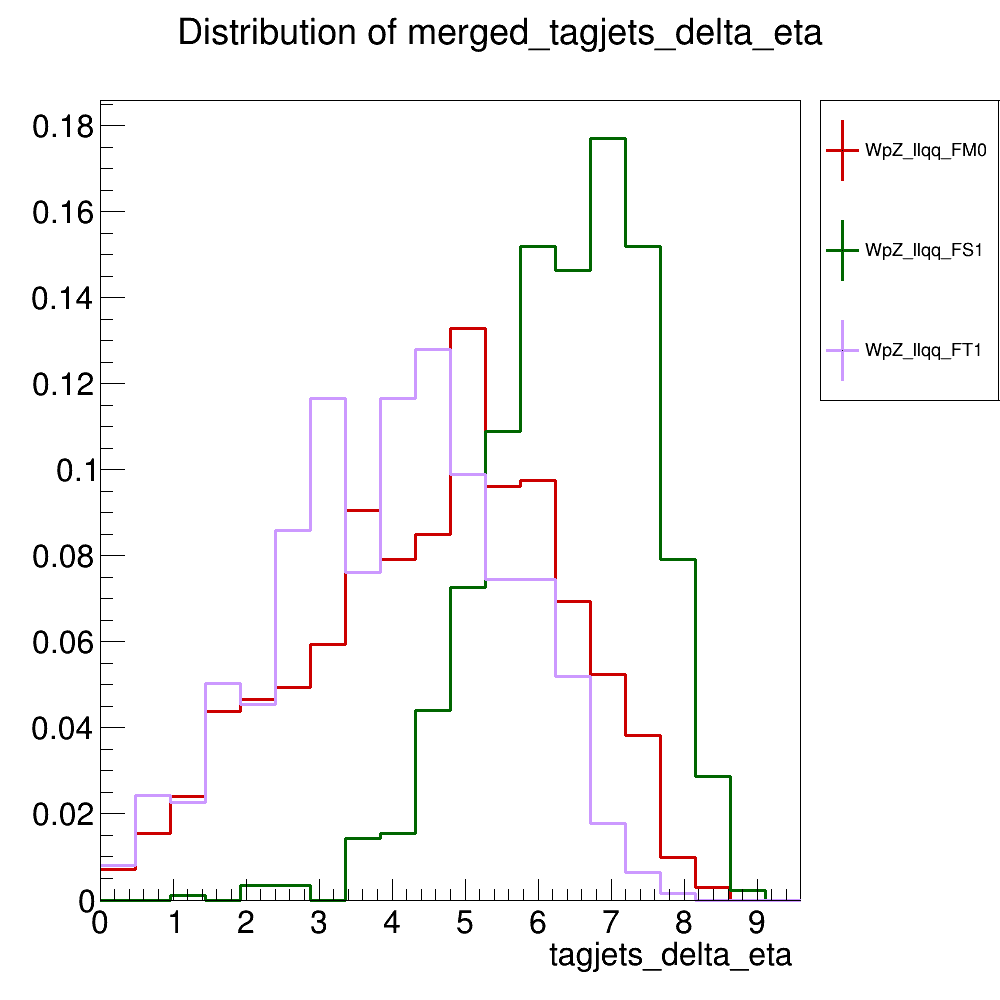 Distribution of merged_tagjets_delta_eta
0.18
0.16
0.14
0.12
0.1
0.08
0.06
0.04
0.02
0
0 1 2 3 4 5 6 7 8 9
tagjets_delta_eta
WpZ_llqq_FM0
WpZ_llqq_FS1
WpZ_llqq_FT1